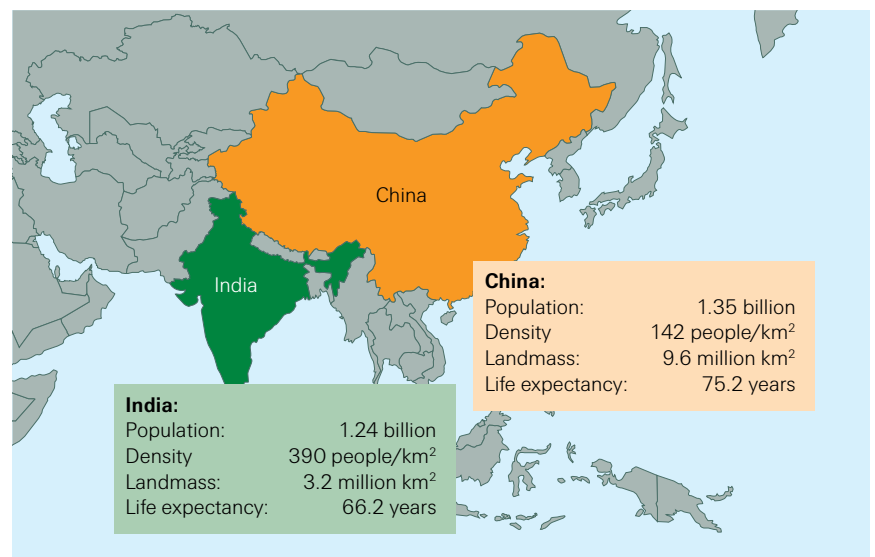 China
India
China:
Population: 1.35 billion
Density 142 people/km²
Landmass: 9.6 million km²
Life expectancy: 75.2 years
India:
Population: 1.24 billion
Density 390 people/km²
Landmass: 3.2 million km²
Life expectancy: 66.2 years